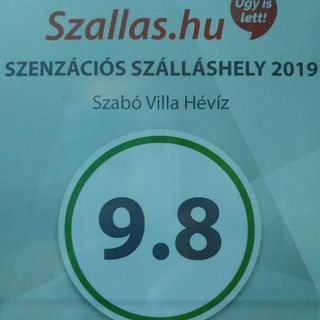 Úgy is
lett!
Szallas.hu
SZENZÁCIÓS SZÁLLÁSHELY 2019
Szabó Villa Hévíz
9.8